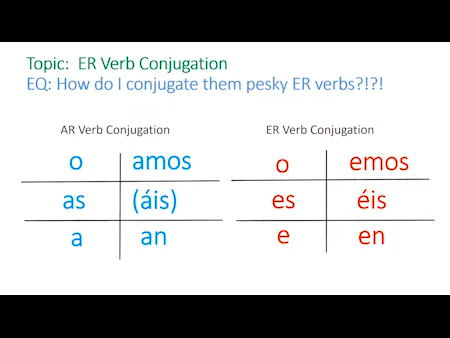 Topic: ER Verb Conjugation
EQ: How do I conjugate them pesky ER verbs?!?!
AR Verb Conjugation
o amos
as (áis)
a an
ER Verb Conjugation
o emos
es éis
e en